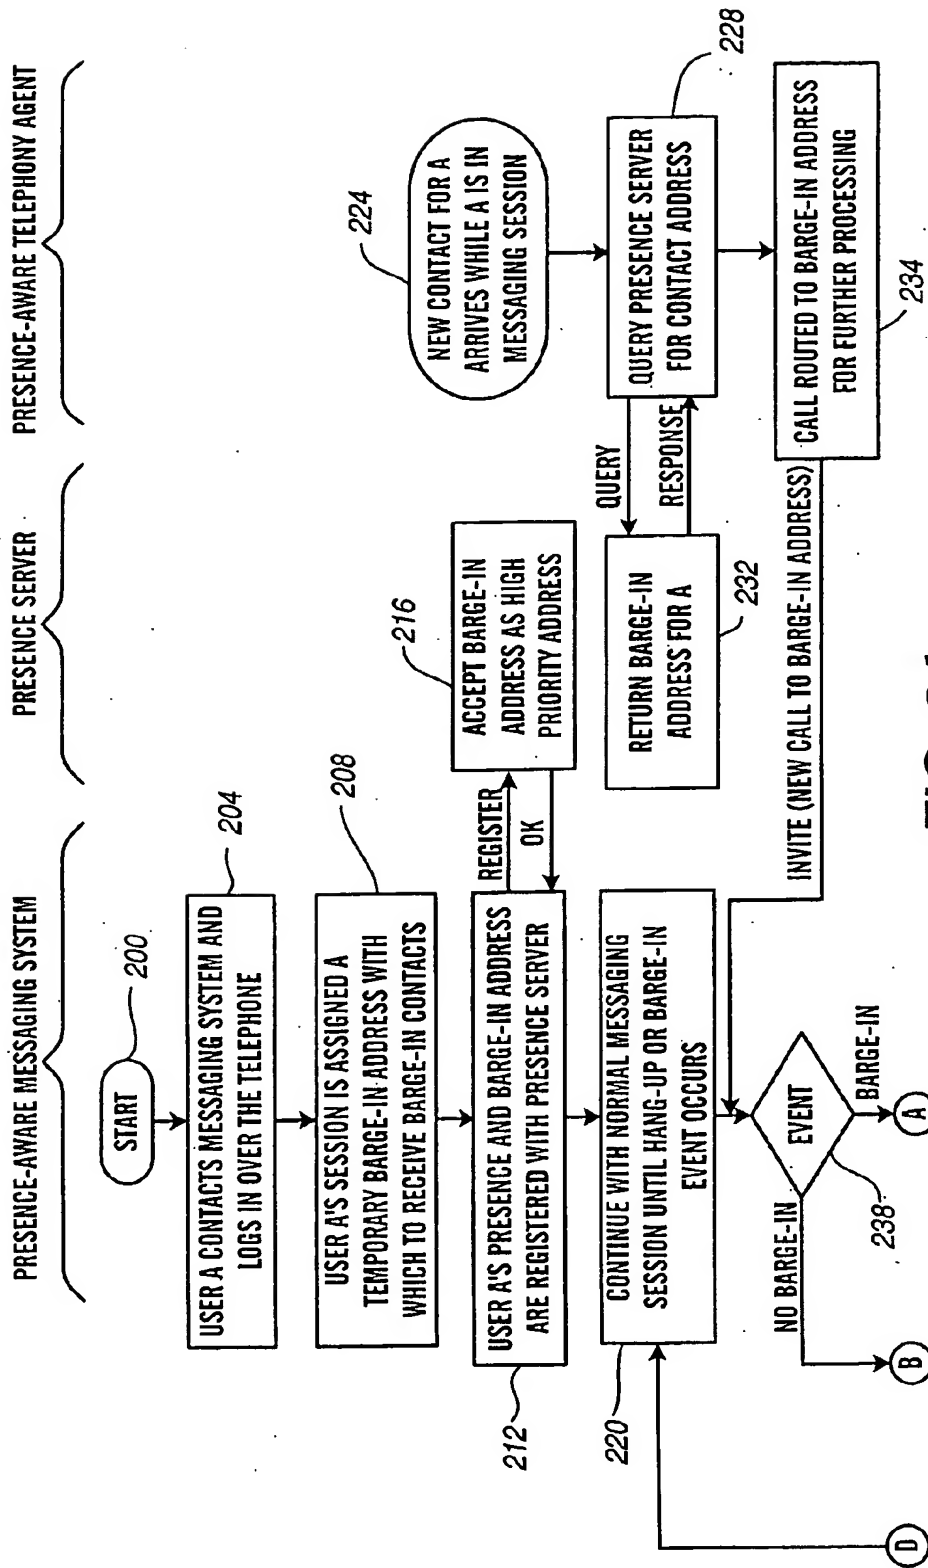 PRESENCE-AWARE MESSAGING SYSTEM
PRESENCE SERVER
PRESENCE-AWARE TELEPHONY AGENT
START
200
USER A CONTACTS MESSAGING SYSTEM AND
LOGS IN OVER THE TELEPHONE
204
USER A'S SESSION IS ASSIGNED A
TEMPORARY BARGE-IN ADDRESS WITH
WHICH TO RECEIVE BARGE-IN CONTACTS
208
USER A'S PRESENCE AND BARGE-IN ADDRESS
ARE REGISTERED WITH PRESENCE SERVER
212
REGISTER
OK
ACCEPT BARGE-IN
ADDRESS AS HIGH
PRIORITY ADDRESS
216
CONTINUE WITH NORMAL MESSAGING
SESSION UNTIL HANG-UP OR BARGE-IN
EVENT OCCURS
220
NEW CONTACT FOR A
ARRIVES WHILE A IS IN
MESSAGING SESSION
224
QUERY PRESENCE SERVER
FOR CONTACT ADDRESS
228
QUERY
RESPONSE
RETURN BARGE-IN
ADDRESS FOR A
232
CALL ROUTED TO BARGE-IN ADDRESS
FOR FURTHER PROCESSING
234
INVITE (NEW CALL TO BARGE-IN ADDRESS)
EVENT
238
NO BARGE-IN
BARGE-IN
D
B
A